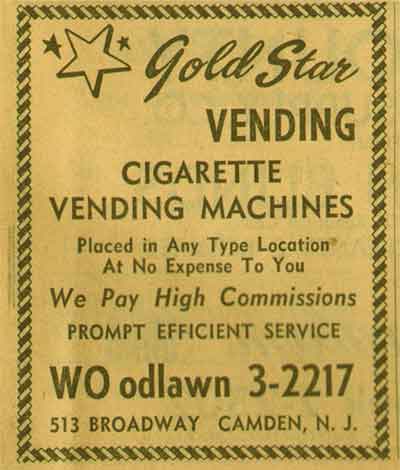 Gold Star
VENDING
CIGARETTE
VENDING MACHINES
Placed in Any Type Location
At No Expense To You
We Pay High Commissions
PROMPT EFFICIENT SERVICE
WO odlawn 3-2217
513 BROADWAY CAMDEN, N. J.